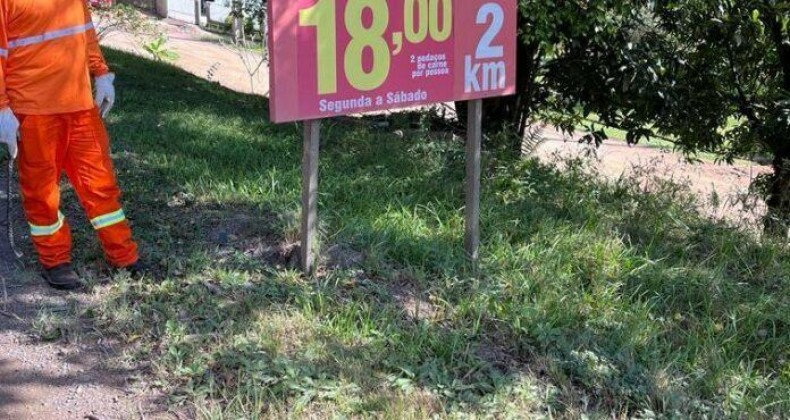 18,00
2 pedaços
de carne
por pessoa
Segunda a Sábado
2
km